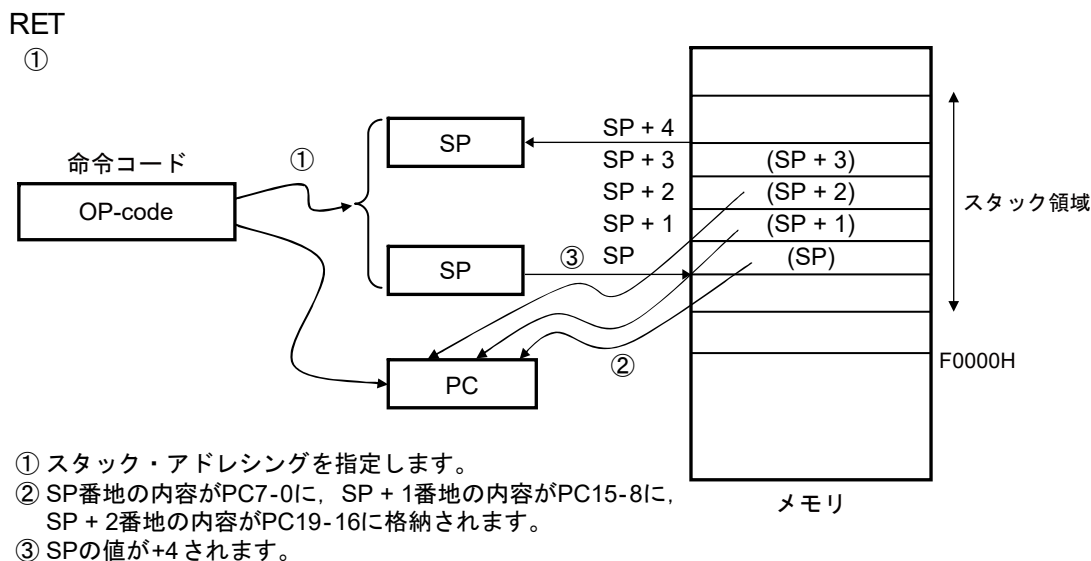 RET
①
命令コード
OP-code
①
SP
SP
③
PC
②
SP + 4
SP + 3
SP + 2
SP + 1
SP
(SP + 3)
(SP + 2)
(SP + 1)
(SP)
スタック領域
F0000H
メモリ
① スタック・アドレシングを指定します。
② SP番地の内容がPC7-0に, SP + 1番地の内容がPC15-8に,
SP + 2番地の内容がPC19-16に格納されます。
③ SPの値が+4されます。